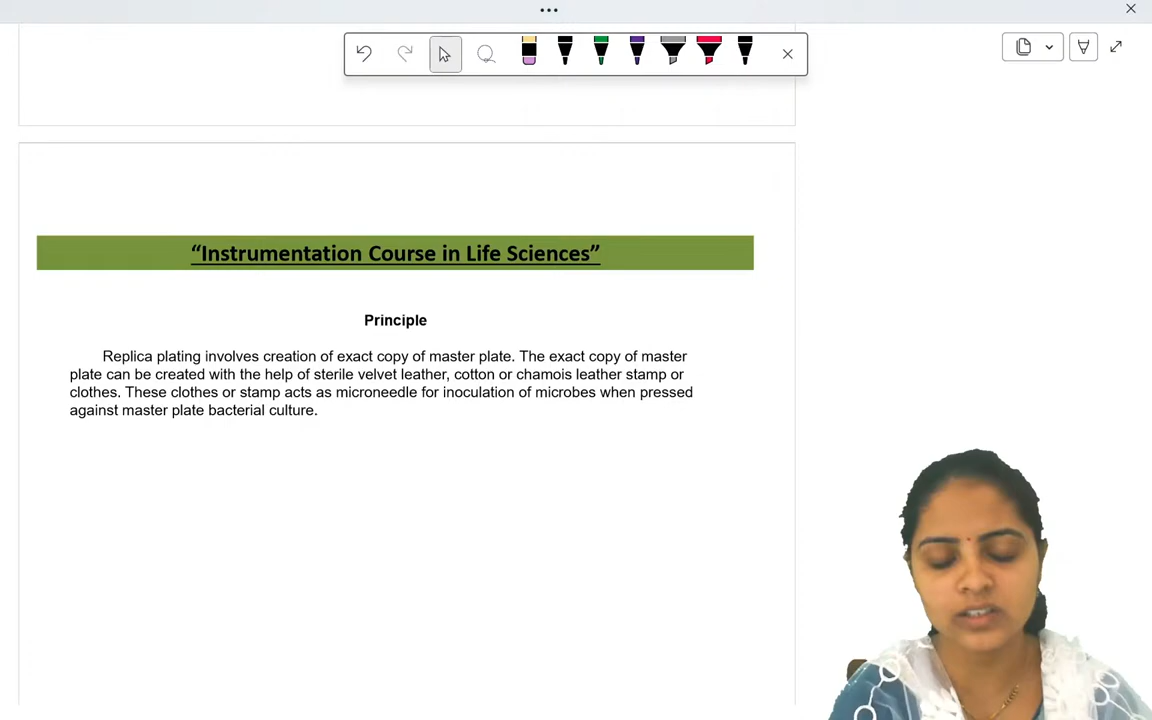 “Instrumentation Course in Life Sciences”
Principle
Replica plating involves creation of exact copy of master plate. The exact copy of master
plate can be created with the help of sterile velvet leather, cotton or chamois leather stamp or
clothes. These clothes or stamp acts as microneedle for inoculation of microbes when pressed
against master plate bacterial culture.